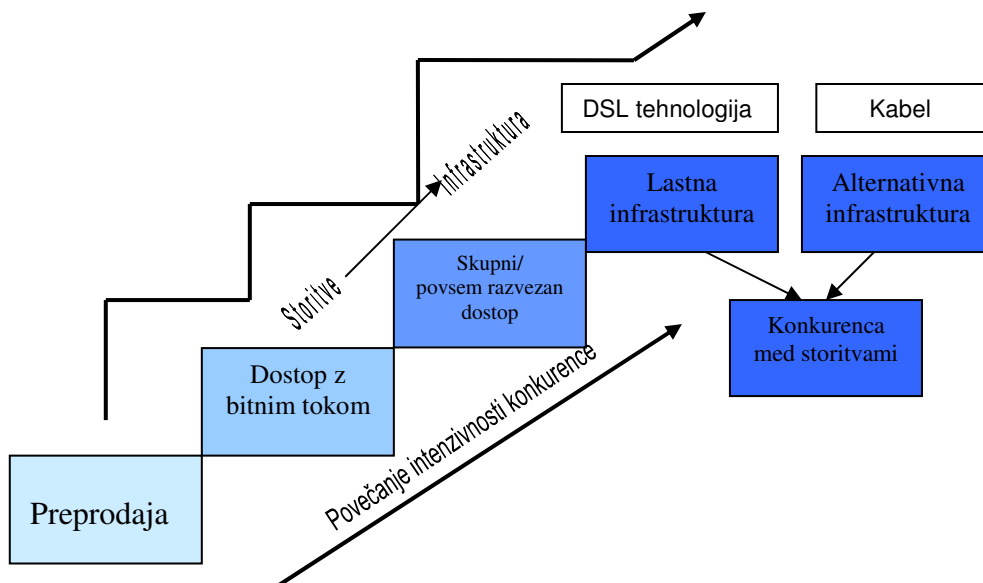 DSL tehnologija
Kabel
Lastna
infrastruktura
Alternativna
infrastruktura
Infrastruktura
Storitve
Skupni/
povsem razvezan
dostop
Konkurenca
med storitvami
Dostop z
bitnim tokom
Povečanje intenzivnosti konkurence
Preprodaja